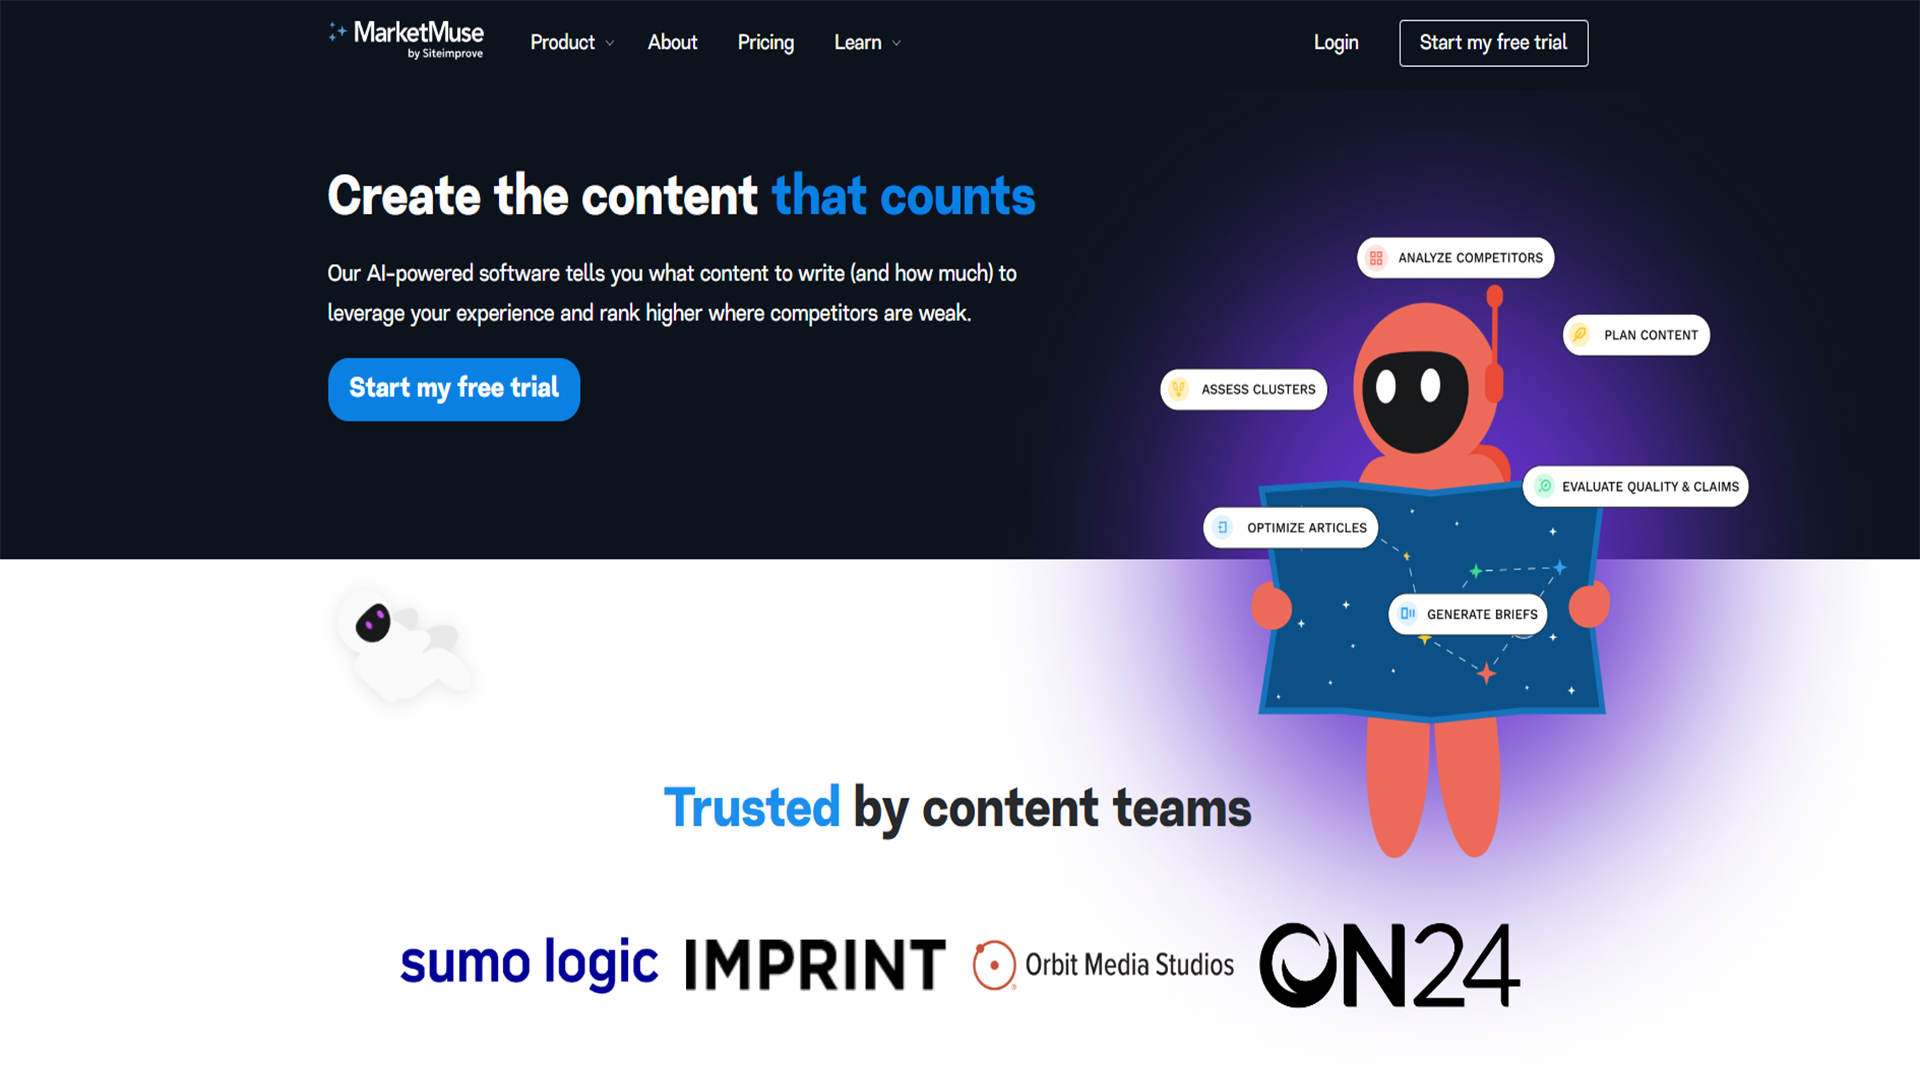 MarketMuse
by Siteimprove
Product
About
Pricing
Learn
Login
Start my free trial
Create the content that counts
Our AI-powered software tells you what content to write (and how much) to
leverage your experience and rank higher where competitors are weak.
Start my free trial
ANALYZE COMPETITORS
PLAN CONTENT
ASSESS CLUSTERS
EVALUATE QUALITY & CLAIMS
OPTIMIZE ARTICLES
GENERATE BRIEFS
Trusted by content teams
sumo logic
IMPRINT
Orbit Media Studios
ON24